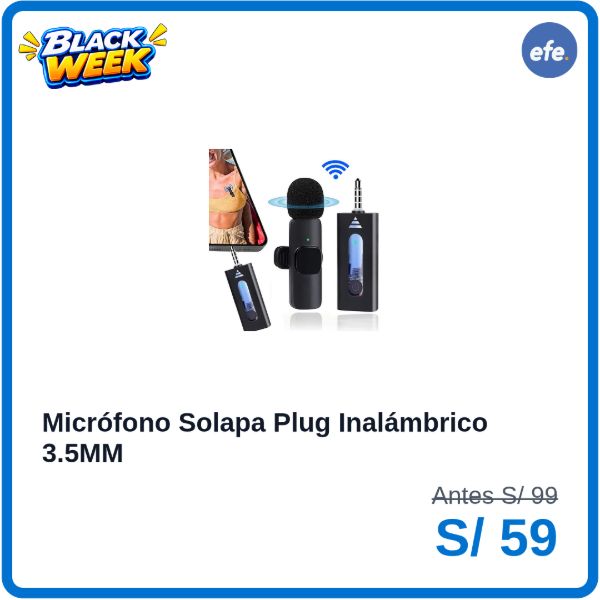 BLACK
WEEK
efe.
Micrófono Solapa Plug Inalámbrico
3.5MM
Antes S/ 99
S/ 59